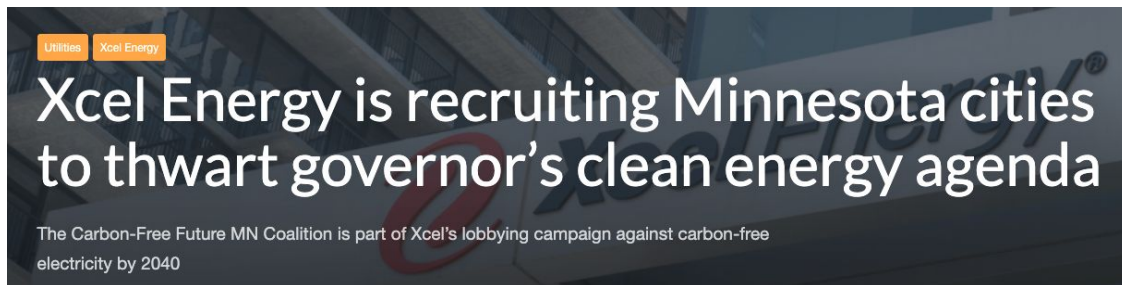 Utilities Xcel Energy
Xcel Energy is recruiting Minnesota cities
to thwart governor's clean energy agenda
The Carbon-Free Future MN Coalition is part of Xcel's lobbying campaign against carbon-free
electricity by 2040
Xcel Energy®